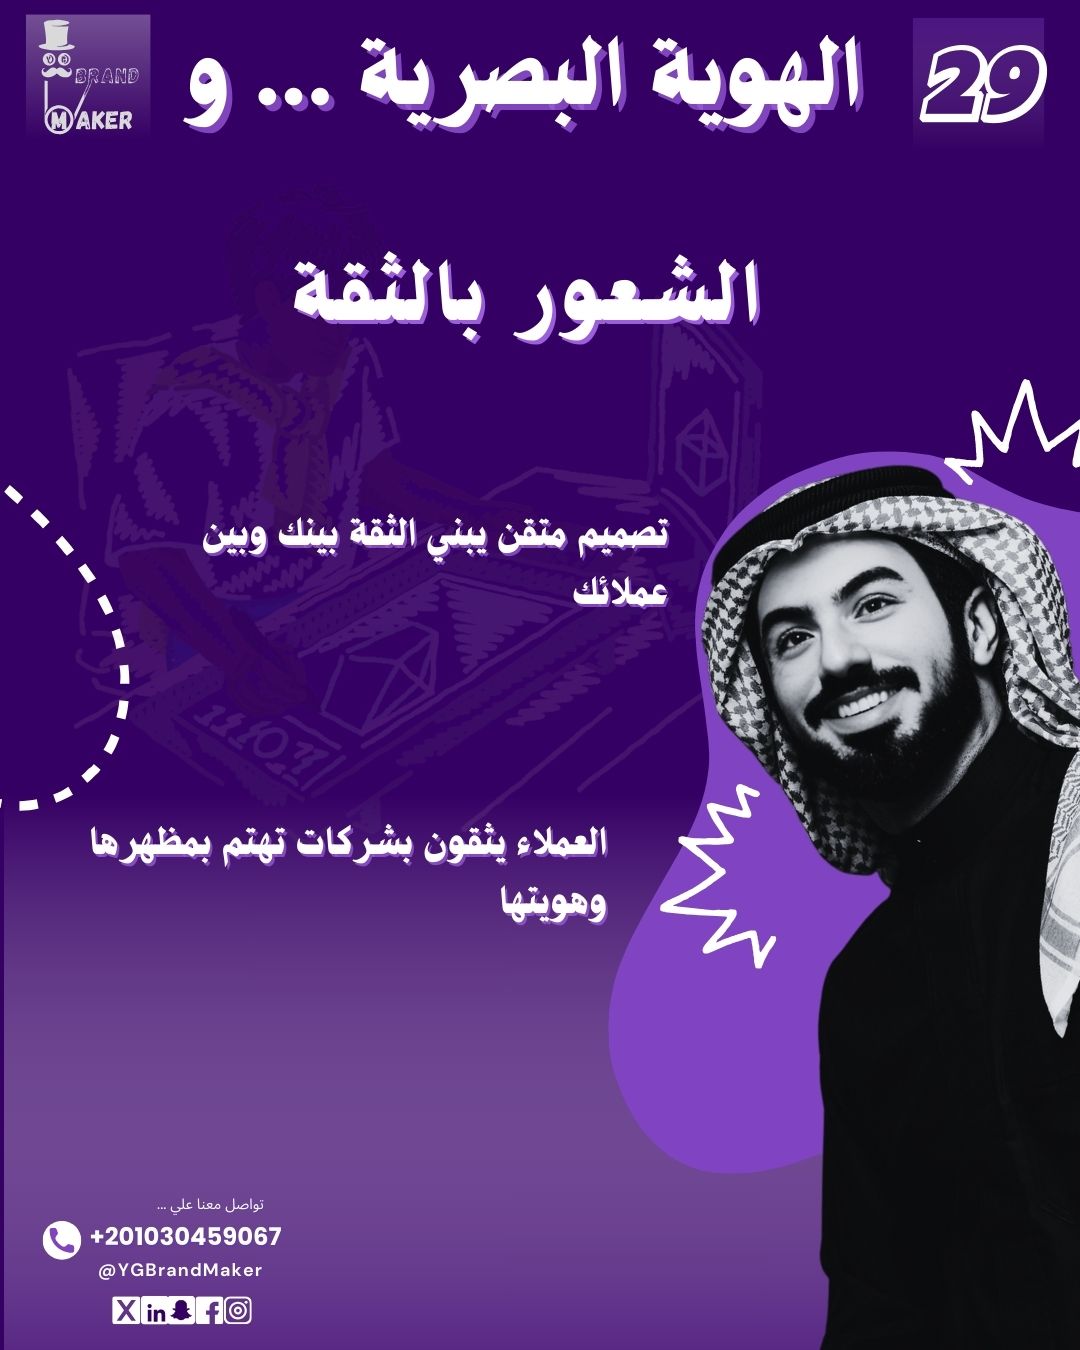 29
الهوية البصرية ... و
BRAND
MAKER
الشعور بالثقة
تصميم متقن يبني الثقة بينك وبين
عملائك
العملاء يثقون بشركات تهتم بمظهرها
وهويتها
تواصل معنا علي ...
+201030459067
@YGBrandMaker